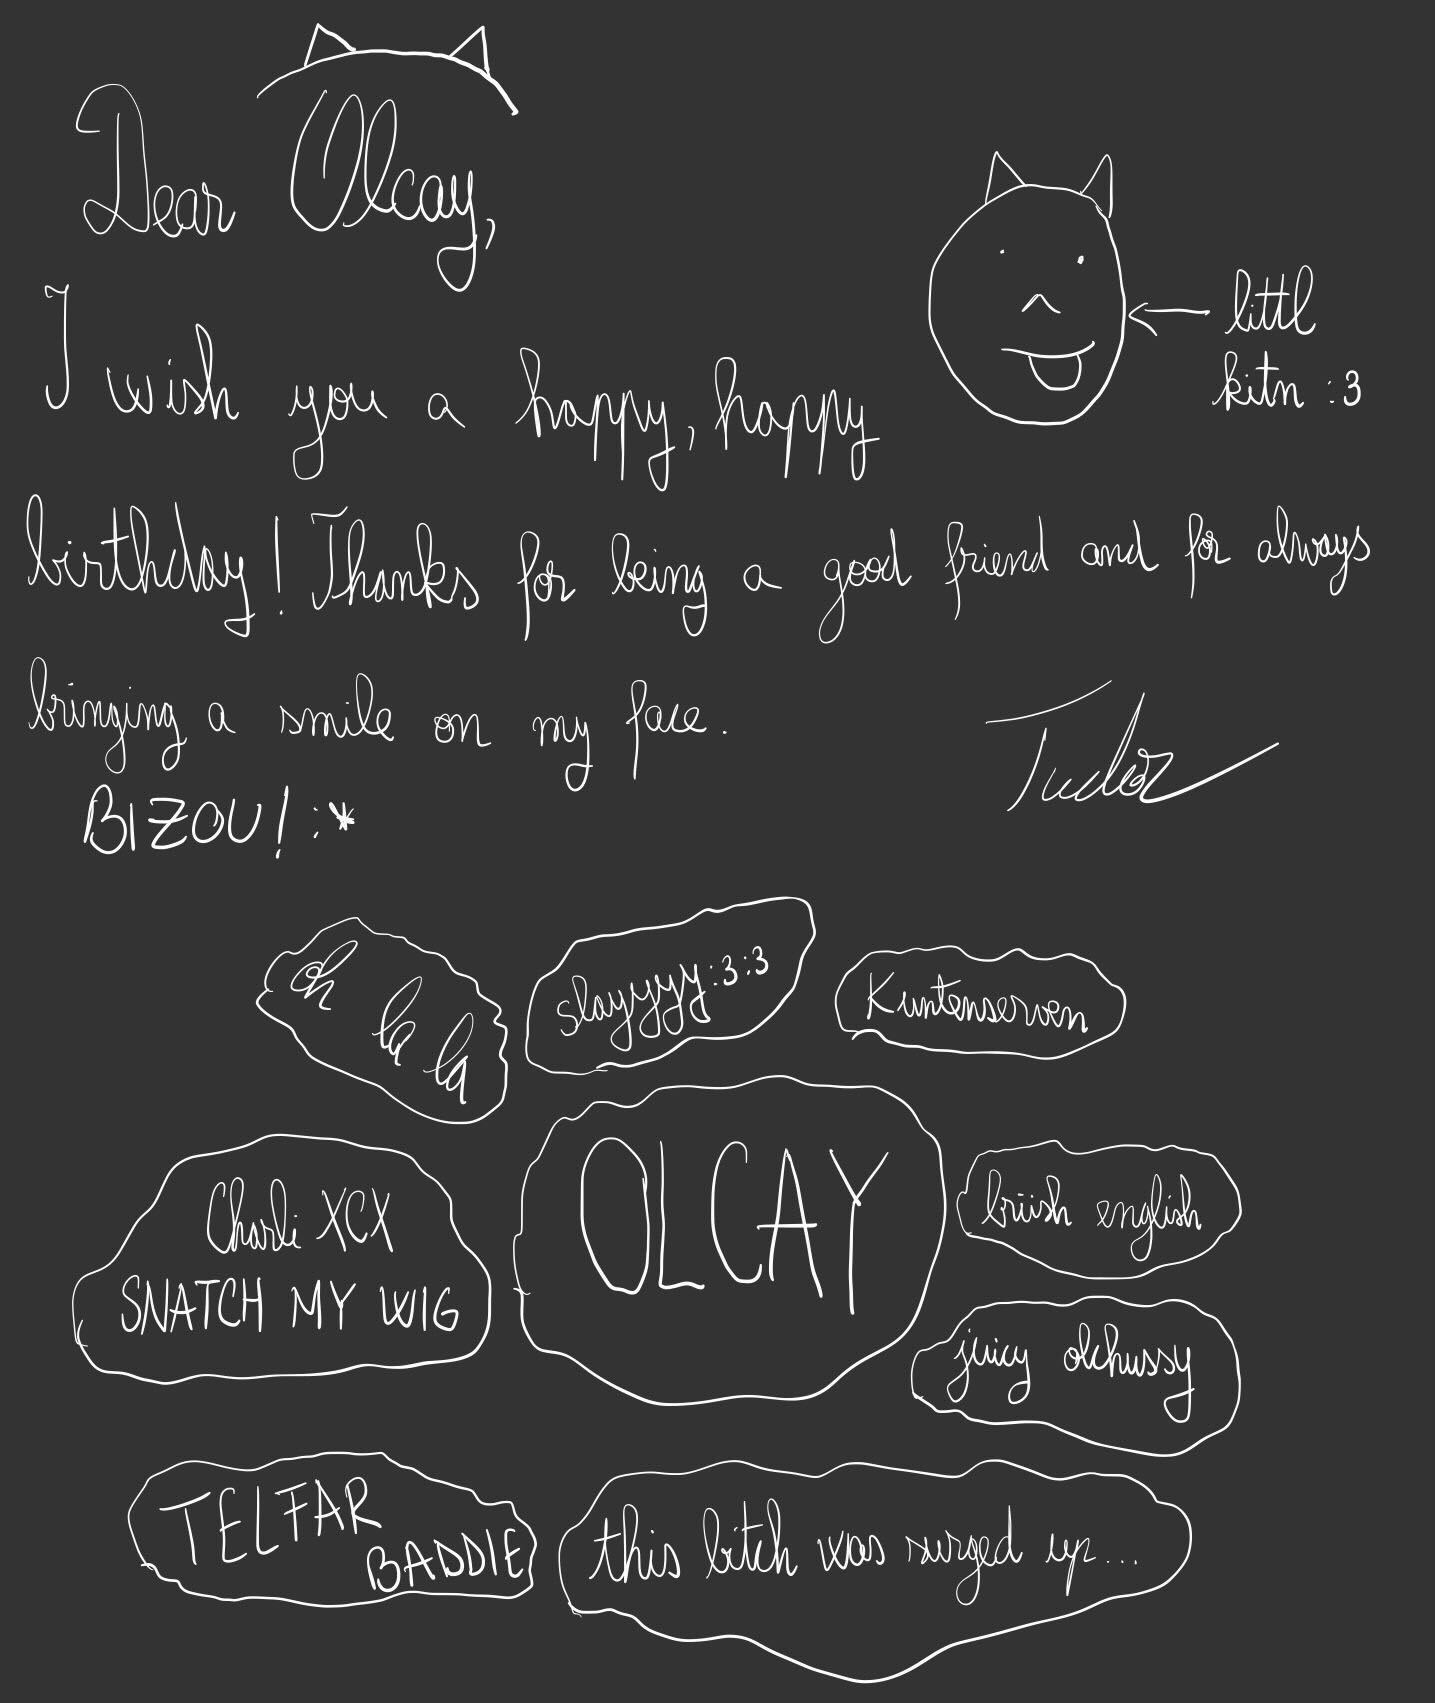 Dear Olcay,
I wish you a happy, happy
birthday! Thanks for being a good friend and for always
bringing a smile on my face.
BIZOU! :*
Tudor
littl
kitn :3
oh
la la
slayyyy :3 :3
Kuntenserven
Charli XCX
SNATCH MY WIG
OLCAY
briish english
juicy olchussy
TELFAR
BADDIE
this bitch was surged up...